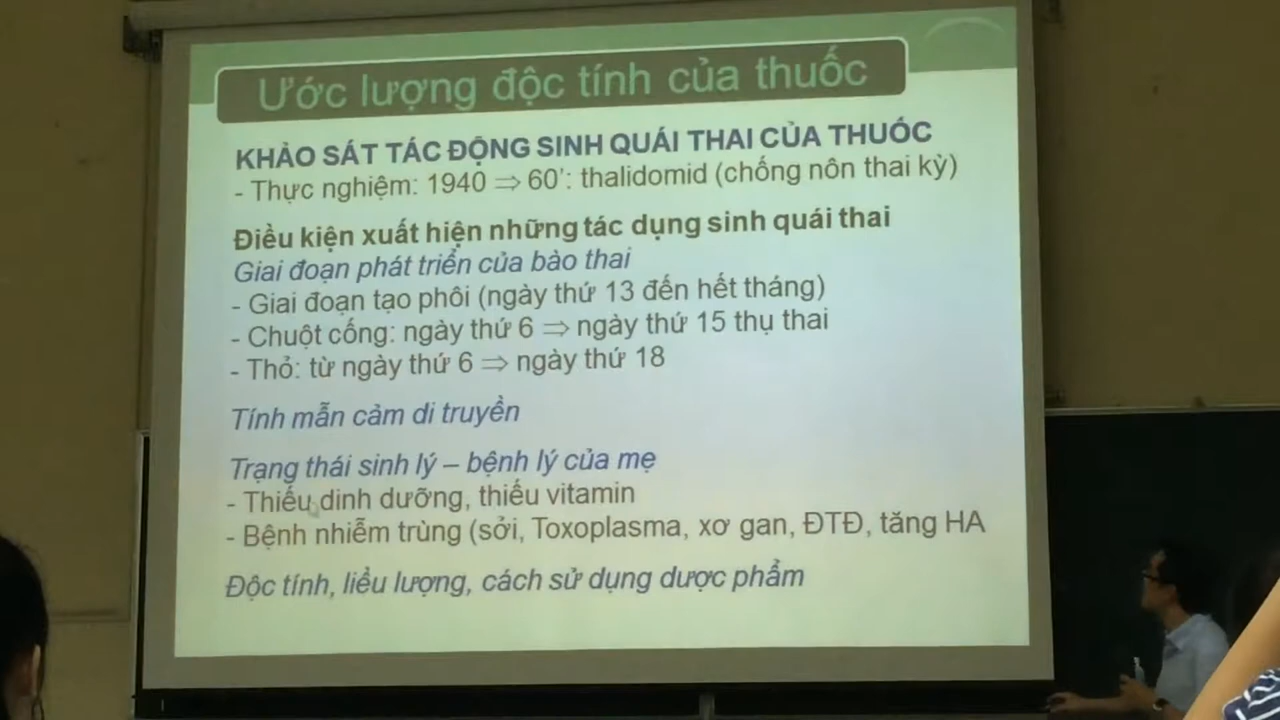 Ước lượng độc tính của thuốc
KHẢO SÁT TÁC ĐỘNG SINH QUÁI THAI CỦA THUỐC
- Thực nghiệm: 1940 ⇒ 60’: thalidomid (chống nôn thai kỳ)
Điều kiện xuất hiện những tác dụng sinh quái thai
Giai đoạn phát triển của bào thai
- Giai đoạn tạo phôi (ngày thứ 13 đến hết tháng)
- Chuột cống: ngày thứ 6 ⇒ ngày thứ 15 thụ thai
- Thỏ: từ ngày thứ 6 ⇒ ngày thứ 18
Tính mẫn cảm di truyền
Trạng thái sinh lý – bệnh lý của mẹ
- Thiếu dinh dưỡng, thiếu vitamin
- Bệnh nhiễm trùng (sởi, Toxoplasma, xơ gan, ĐTĐ, tăng HA
Độc tính, liều lượng, cách sử dụng dược phẩm